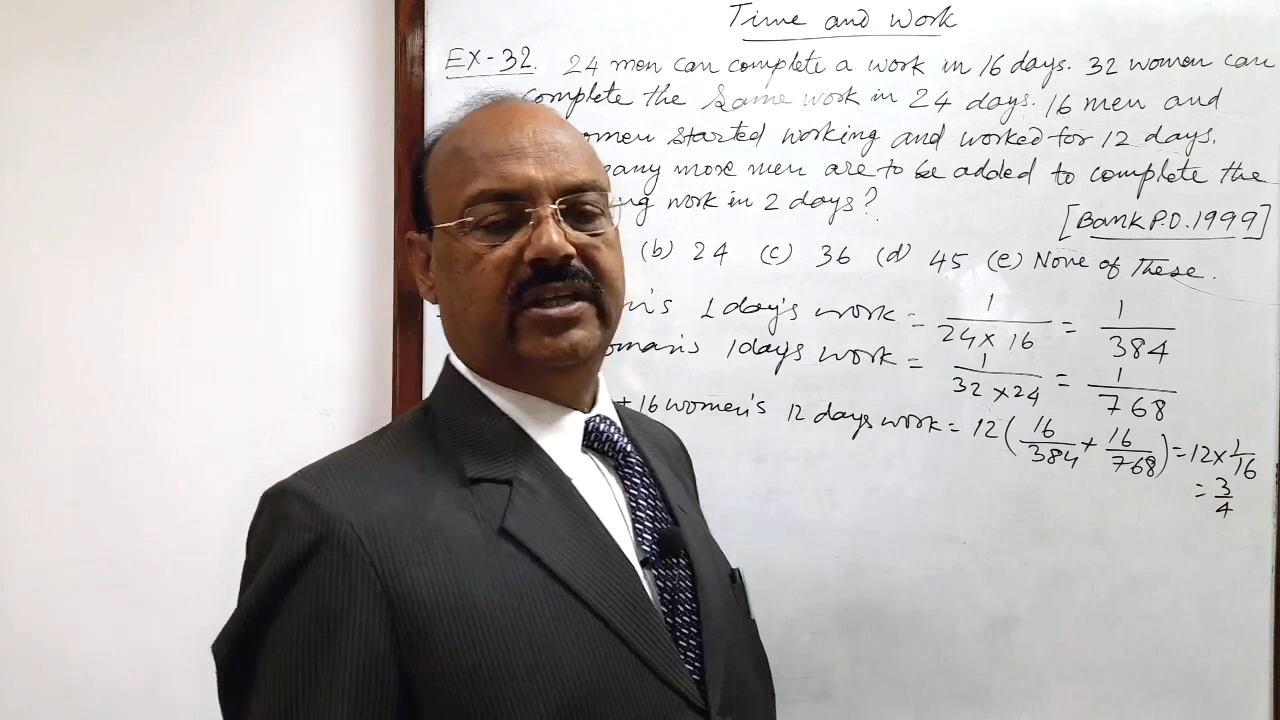 Time and Work
EX-32. 24 men can complete a work in 16 days. 32 women can
complete the same work in 24 days. 16 men and
women started working and worked for 12 days.
many more men are to be added to complete the
ng work in 2 days?
[Bank P.O. 1999]
(b) 24 (c) 36 (d) 45 (e) None of These.
n's 1 day's work = 1/(24 × 16) = 1/384
oman's 1 days work = 1/(32 × 24) = 1/768
+ 16 women's 12 days work = 12(16/384 + 16/768) = 12 × 1/16
= 3/4